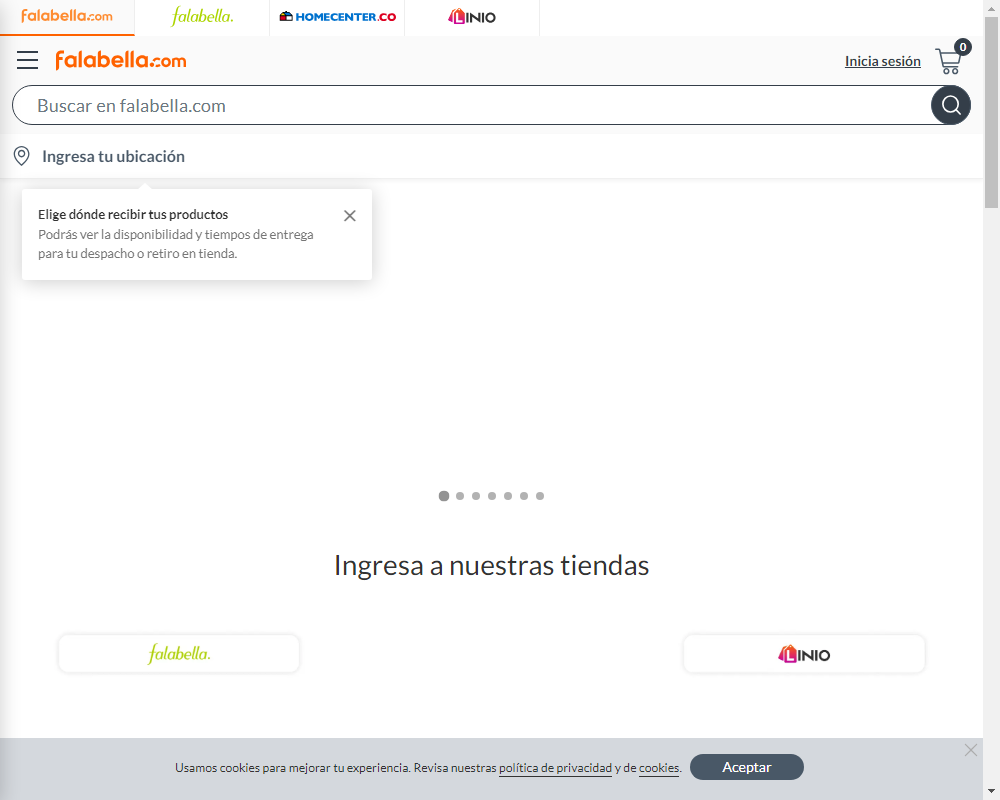 falabella.com
falabella.
HOMECENTER.CO
LINIO
falabella.com
Inicia sesión
0
Buscar en falabella.com
Ingresa tu ubicación
Elige dónde recibir tus productos
Podrás ver la disponibilidad y tiempos de entrega
para tu despacho o retiro en tienda.
Ingresa a nuestras tiendas
falabella.
LINIO
Usamos cookies para mejorar tu experiencia. Revisa nuestras política de privacidad y de cookies.
Aceptar